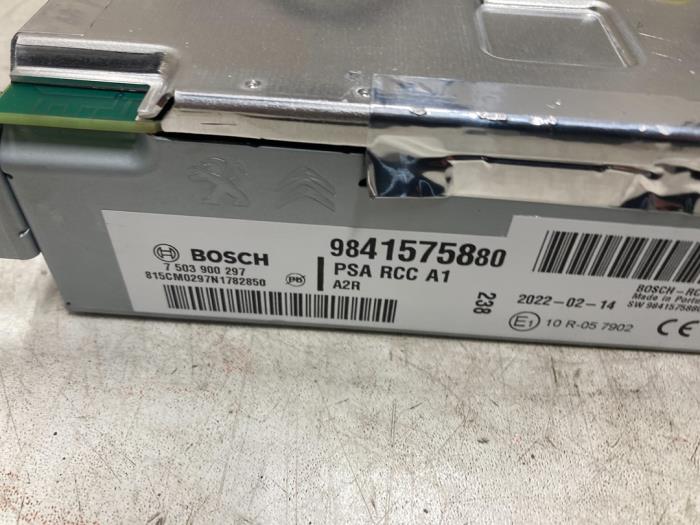 BOSCH
7 503 900 297
815CM0297N1782850
9841575880
PSA RCC A1
A2R
238
2022-02-14
E1 10 R-05 7902
BOSCH-RC
Made in Port
SW 984157588
CE